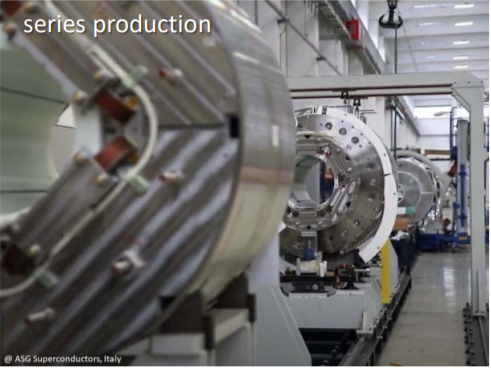 series production
@ ASG Superconductors, Italy